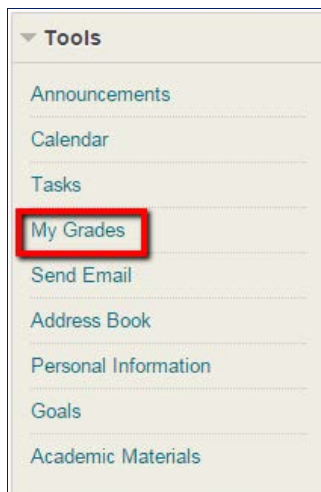 Tools
Announcements
Calendar
Tasks
My Grades
Send Email
Address Book
Personal Information
Goals
Academic Materials